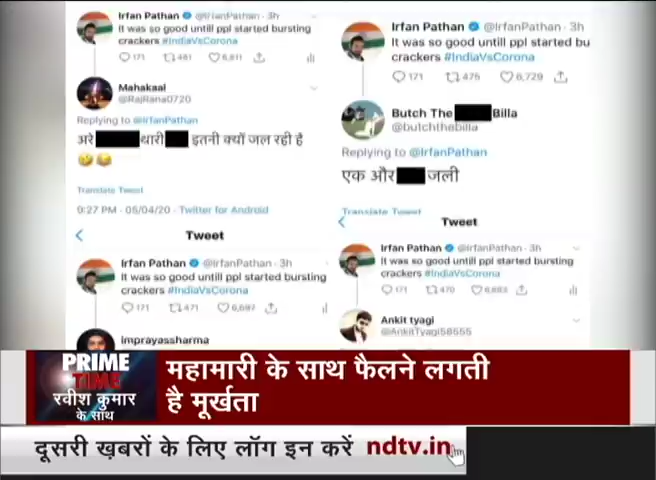 Irfan Pathan @IrfanPathan · 3h
It was so good untill ppl started bursting
crackers #IndiaVsCorona
171 481 6,811
Mahakaal
@RajRana0720
Replying to @IrfanPathan
अरे थारी इतनी क्यों जल रही है
Translate Tweet
9:27 PM · 05/04/20 · Twitter for Android
Irfan Pathan @IrfanPathan · 3h
It was so good untill ppl started bu
crackers #IndiaVsCorona
171 475 6,729
Butch The Billa
@butchthebilla
Replying to @IrfanPathan
एक और जली
Translate Tweet
Tweet
Irfan Pathan @IrfanPathan · 3h
It was so good untill ppl started bursting
crackers #IndiaVsCorona
171 471 6,697
imprayassharma
Tweet
Irfan Pathan @IrfanPathan · 3h
It was so good untill ppl started bursting
crackers #IndiaVsCorona
171 470 6,683
Ankit tyagi
@AnkitTyagi58655
PRIME
TIME
रवीश कुमार
के साथ
महामारी के साथ फैलने लगती
है मूर्खता
दूसरी ख़बरों के लिए लॉग इन करें ndtv.in